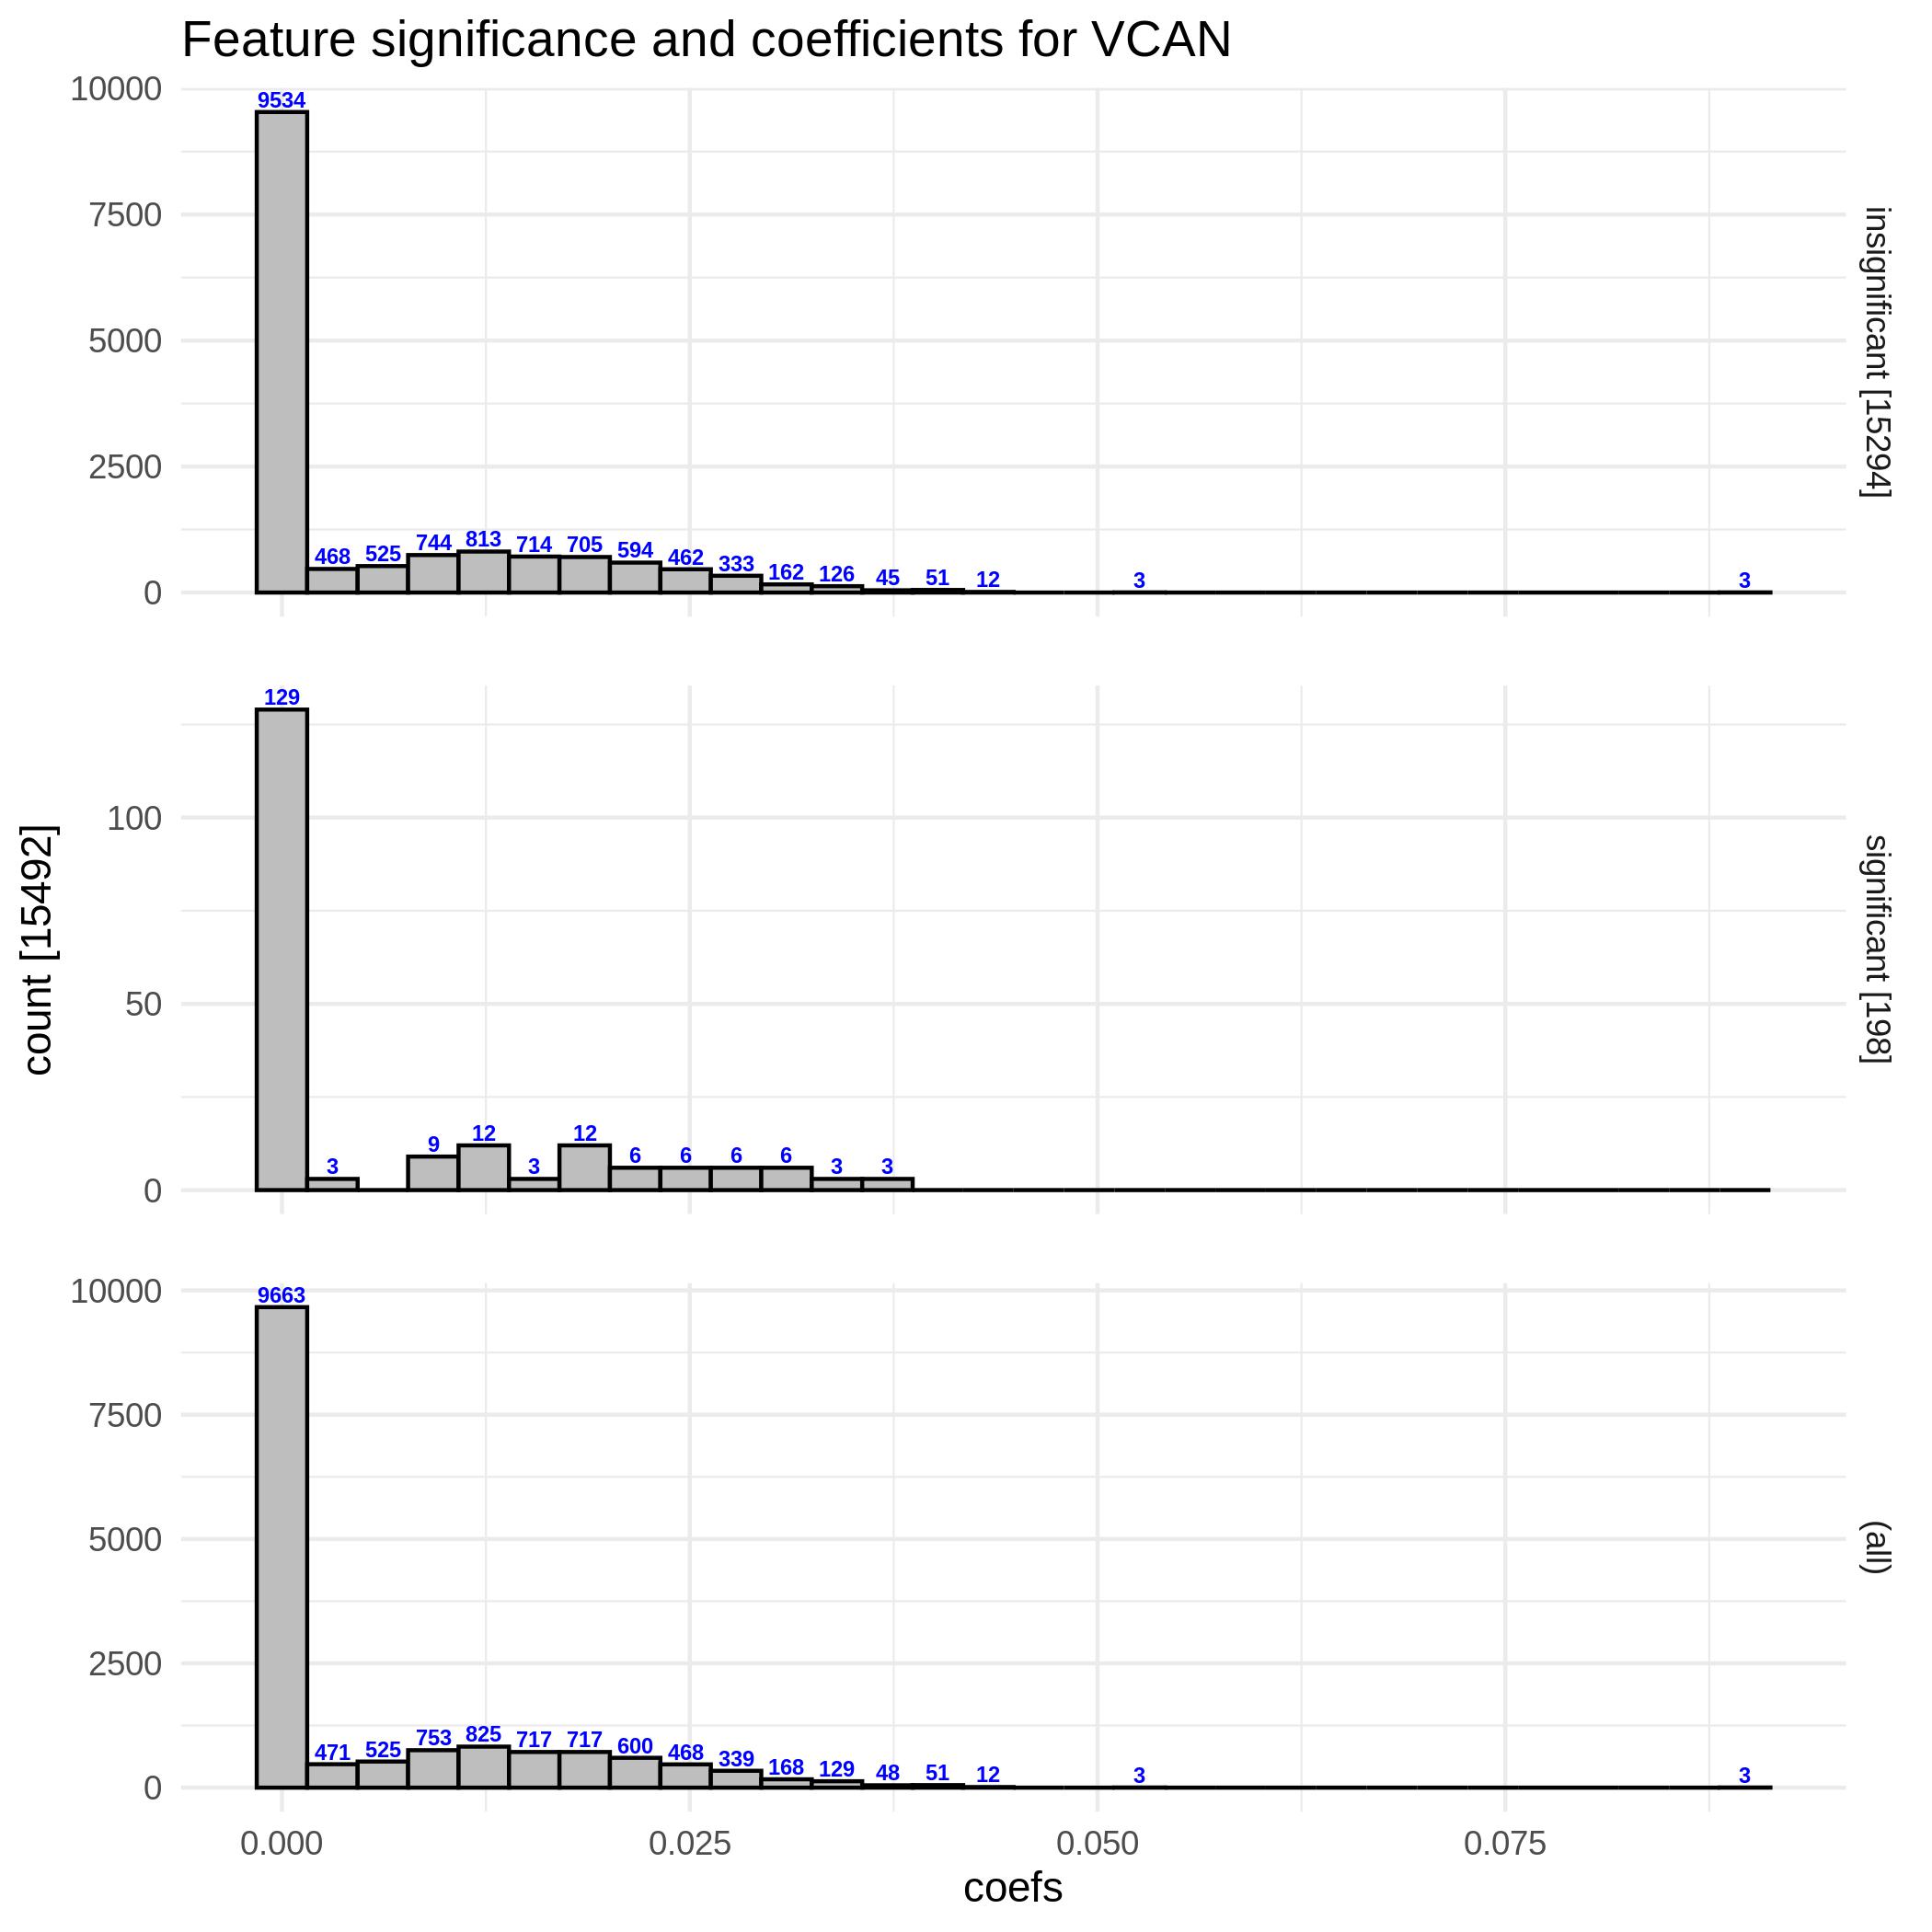 Feature significance and coefficients for VCAN
10000
7500
5000
2500
0
9534 468 525 744 813 714 705 594 462 333 162 126 45 51 12 3 3
insignificant [15294]
count [15492]
100
50
0
129 3 9 12 3 12 6 6 6 6 3 3
significant [198]
10000
7500
5000
2500
0
9663 471 525 753 825 717 717 600 468 339 168 129 48 51 12 3 3
(all)
0.000 0.025 0.050 0.075
coefs